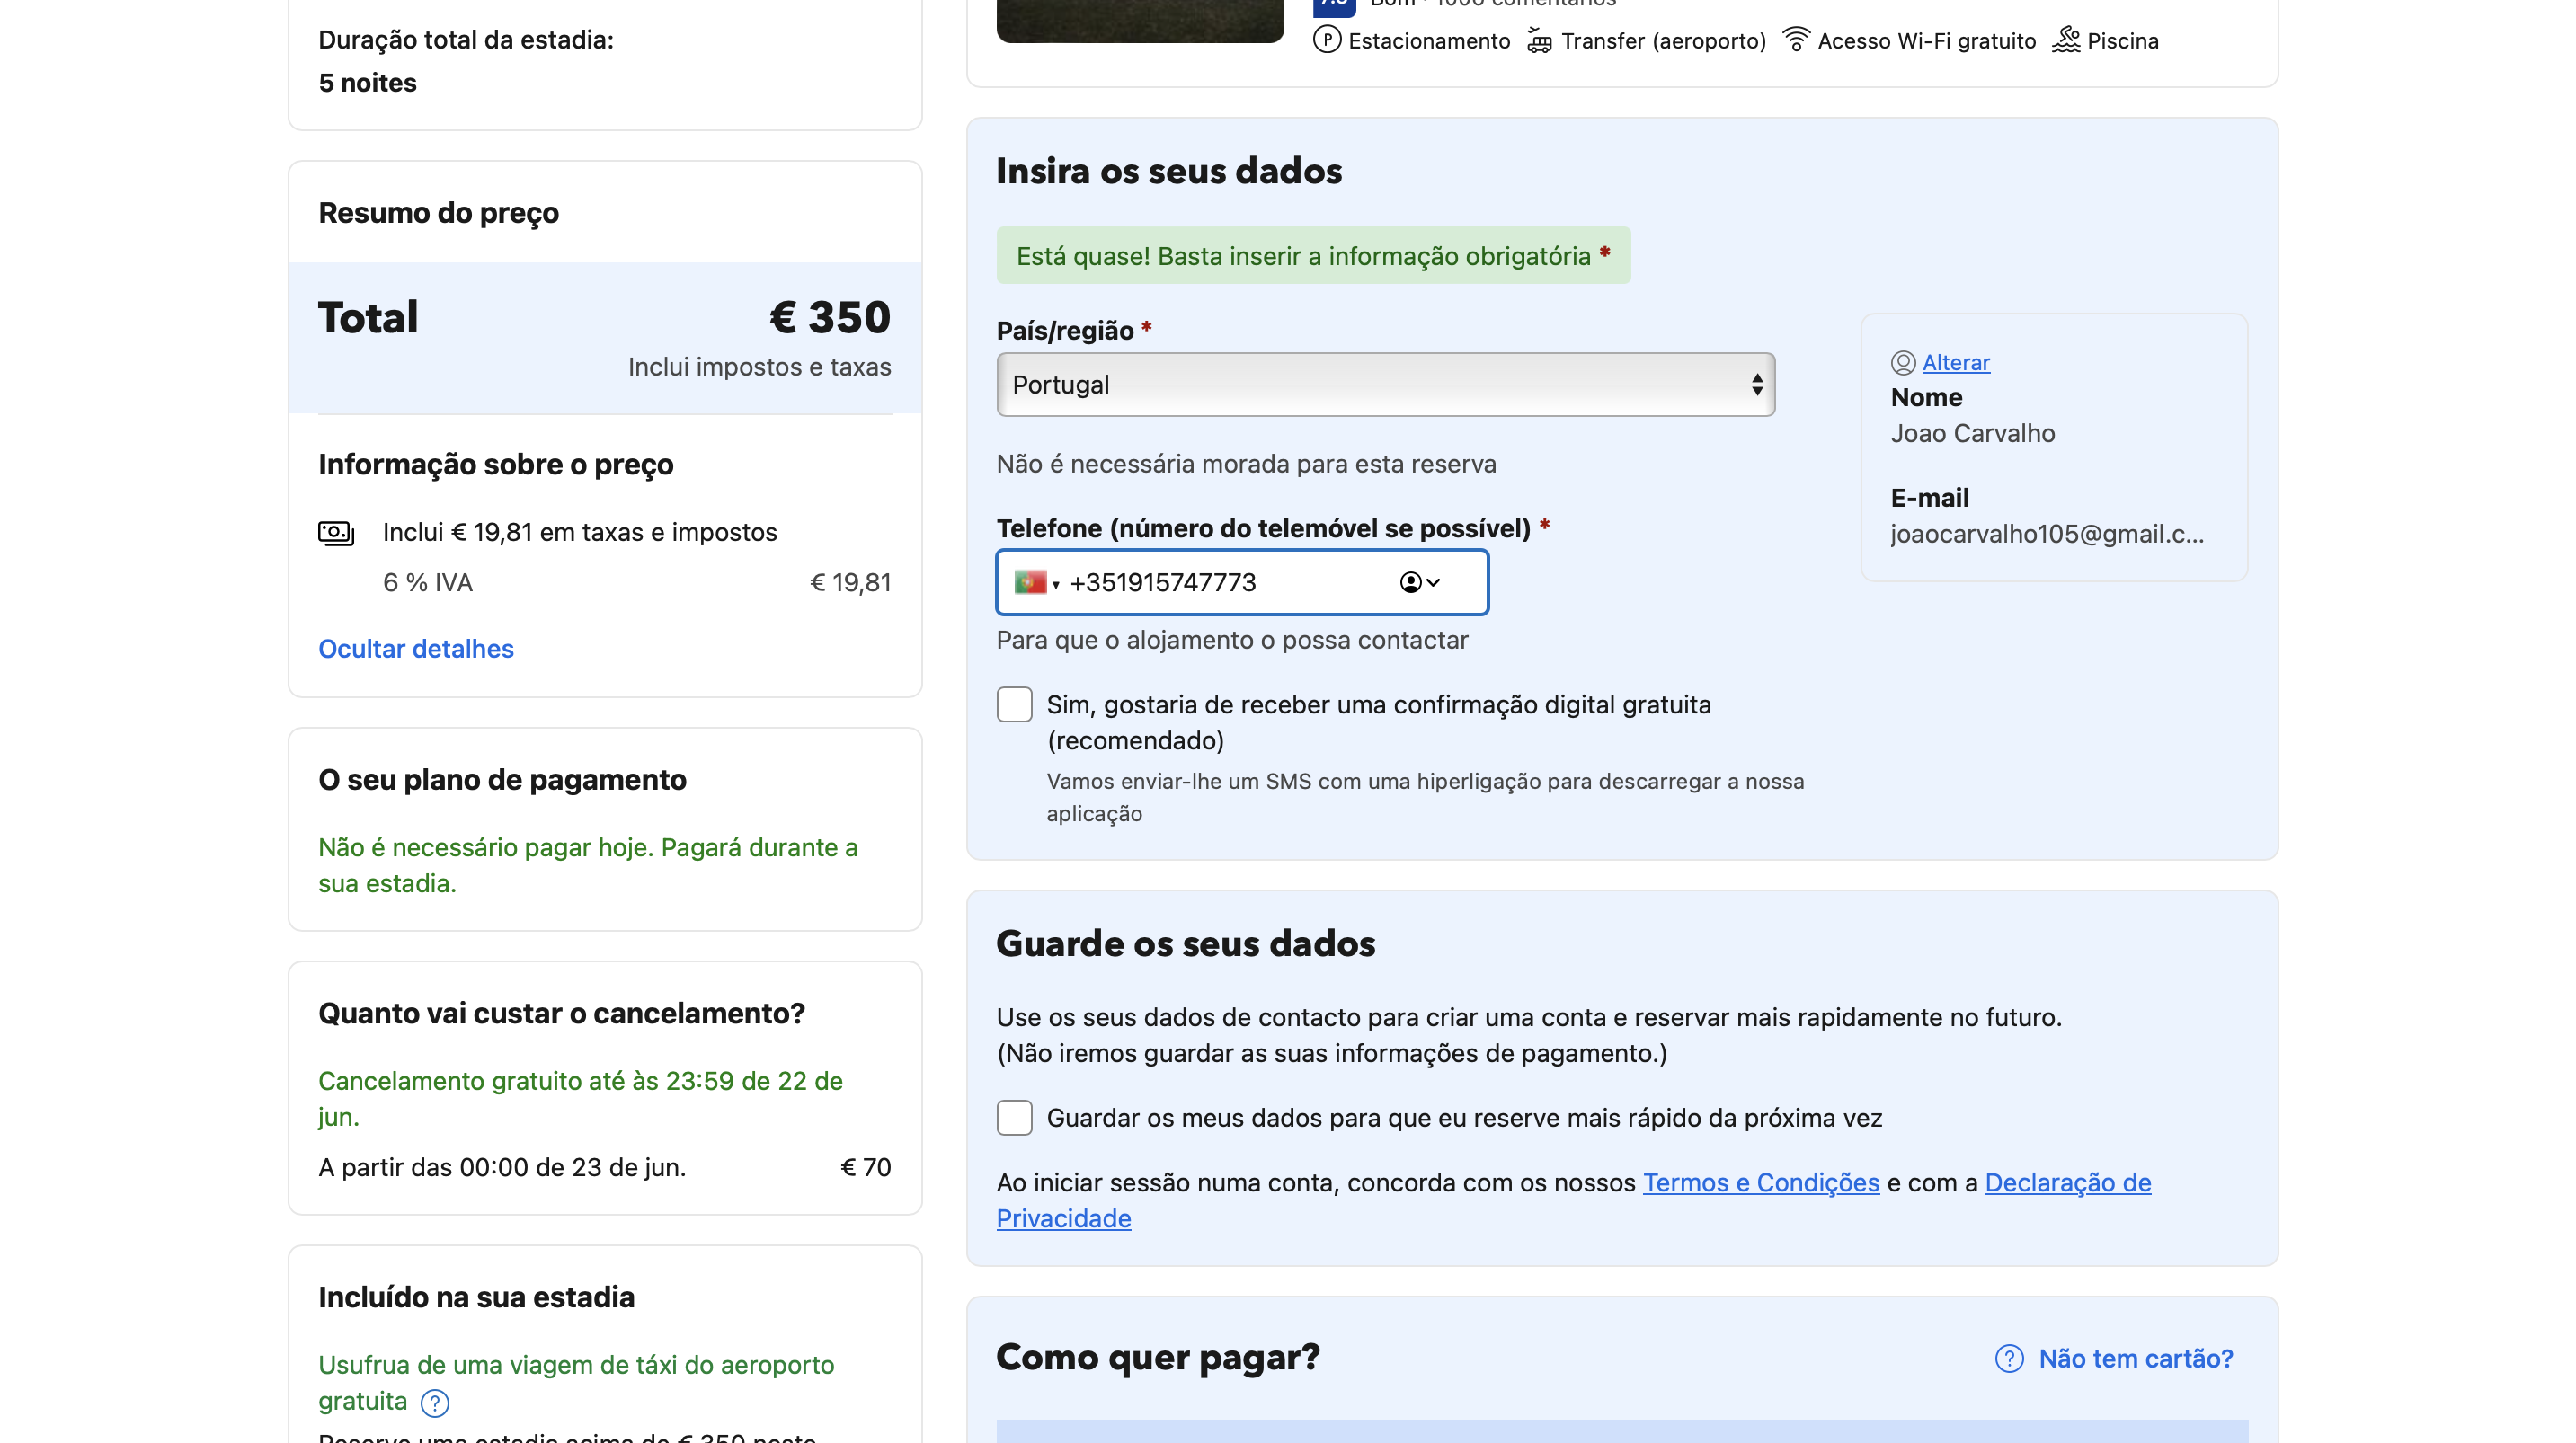 Duração total da estadia:
5 noites
Resumo do preço
Total € 350
Inclui impostos e taxas
Informação sobre o preço
Inclui € 19,81 em taxas e impostos
6 % IVA € 19,81
Ocultar detalhes
O seu plano de pagamento
Não é necessário pagar hoje. Pagará durante a
sua estadia.
Quanto vai custar o cancelamento?
Cancelamento gratuito até às 23:59 de 22 de
jun.
A partir das 00:00 de 23 de jun. € 70
Incluído na sua estadia
Usufrua de uma viagem de táxi do aeroporto
gratuita
Reserve uma estadia acima de € 350 neste
Bom · 1006 comentários
Estacionamento Transfer (aeroporto) Acesso Wi-Fi gratuito Piscina
Insira os seus dados
Está quase! Basta inserir a informação obrigatória *
País/região *
Portugal
Não é necessária morada para esta reserva
Telefone (número do telemóvel se possível) *
+351915747773
Para que o alojamento o possa contactar
Sim, gostaria de receber uma confirmação digital gratuita
(recomendado)
Vamos enviar-lhe um SMS com uma hiperligação para descarregar a nossa
aplicação
Alterar
Nome
Joao Carvalho
E-mail
joaocarvalho105@gmail.c...
Guarde os seus dados
Use os seus dados de contacto para criar uma conta e reservar mais rapidamente no futuro.
(Não iremos guardar as suas informações de pagamento.)
Guardar os meus dados para que eu reserve mais rápido da próxima vez
Ao iniciar sessão numa conta, concorda com os nossos Termos e Condições e com a Declaração de
Privacidade
Como quer pagar?
Não tem cartão?